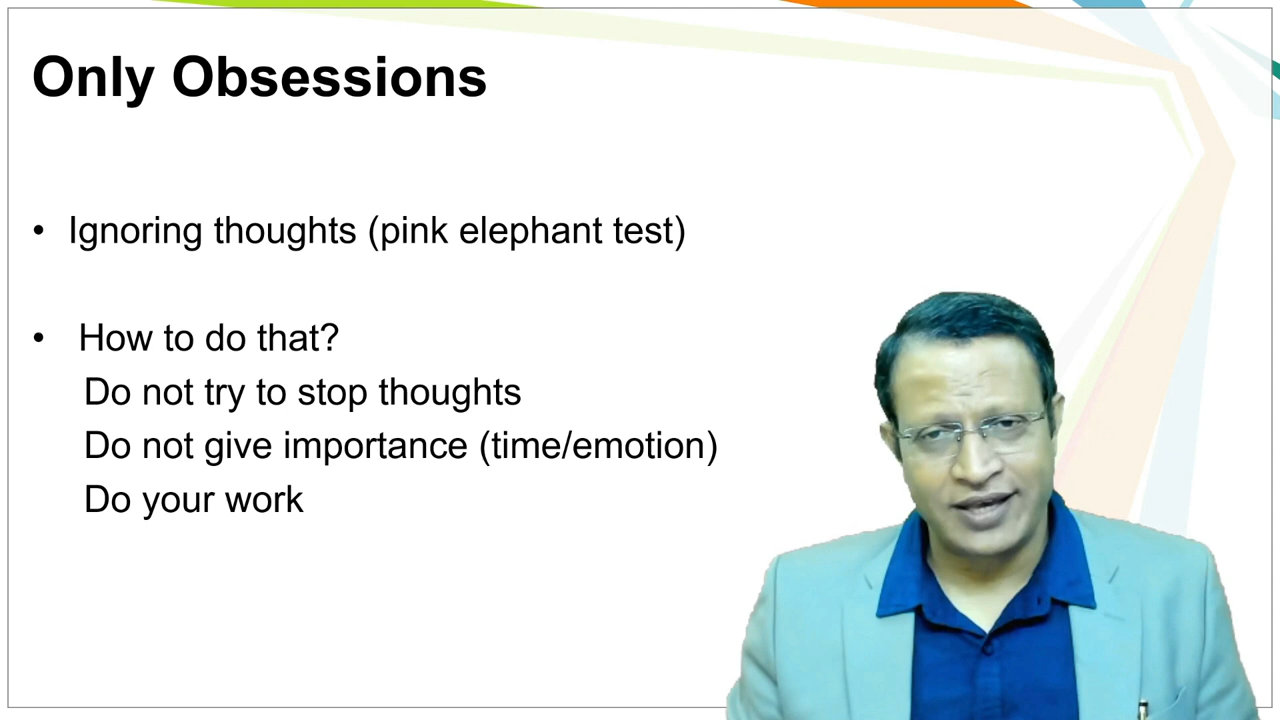 Only Obsessions
• Ignoring thoughts (pink elephant test)
• How to do that?
Do not try to stop thoughts
Do not give importance (time/emotion)
Do your work